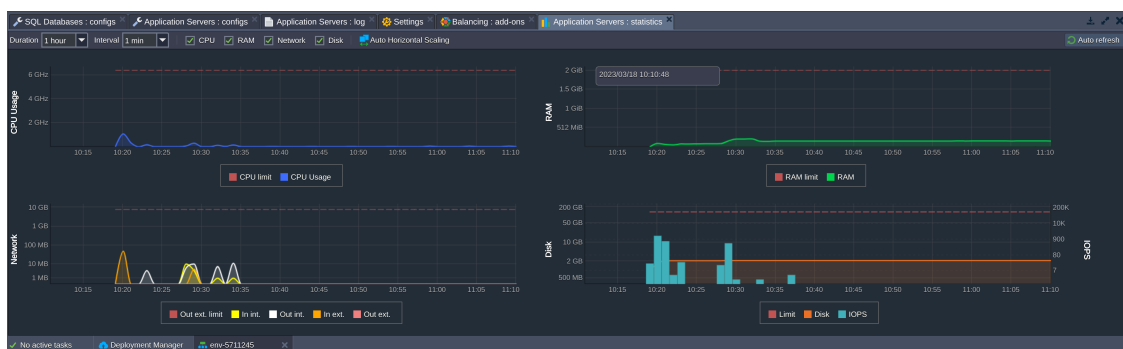 SQL Databases : configs × Application Servers : configs × Application Servers : log × Settings × Balancing : add-ons × Application Servers : statistics ×
Duration 1 hour Interval 1 min CPU RAM Network Disk Auto Horizontal Scaling Auto refresh
CPU Usage
6 GHz
4 GHz
2 GHz
10:15 10:20 10:25 10:30 10:35 10:40 10:45 10:50 10:55 11:00 11:05 11:10
CPU limit CPU Usage
RAM
2 GiB
1.5 GiB
1 GiB
512 MiB
2023/03/18 10:10:48
10:15 10:20 10:25 10:30 10:35 10:40 10:45 10:50 10:55 11:00 11:05 11:10
RAM limit RAM
Network
10 GB
1 GB
100 MB
10 MB
1 MB
10:15 10:20 10:25 10:30 10:35 10:40 10:45 10:50 10:55 11:00 11:05 11:10
Out ext. limit In int. Out int. In ext. Out ext.
Disk
200 GB
50 GB
10 GB
2 GB
500 MB
200K
10K
900
80
7
IOPS
10:15 10:20 10:25 10:30 10:35 10:40 10:45 10:50 10:55 11:00 11:05 11:10
Limit Disk IOPS
No active tasks Deployment Manager env-5711245 ×